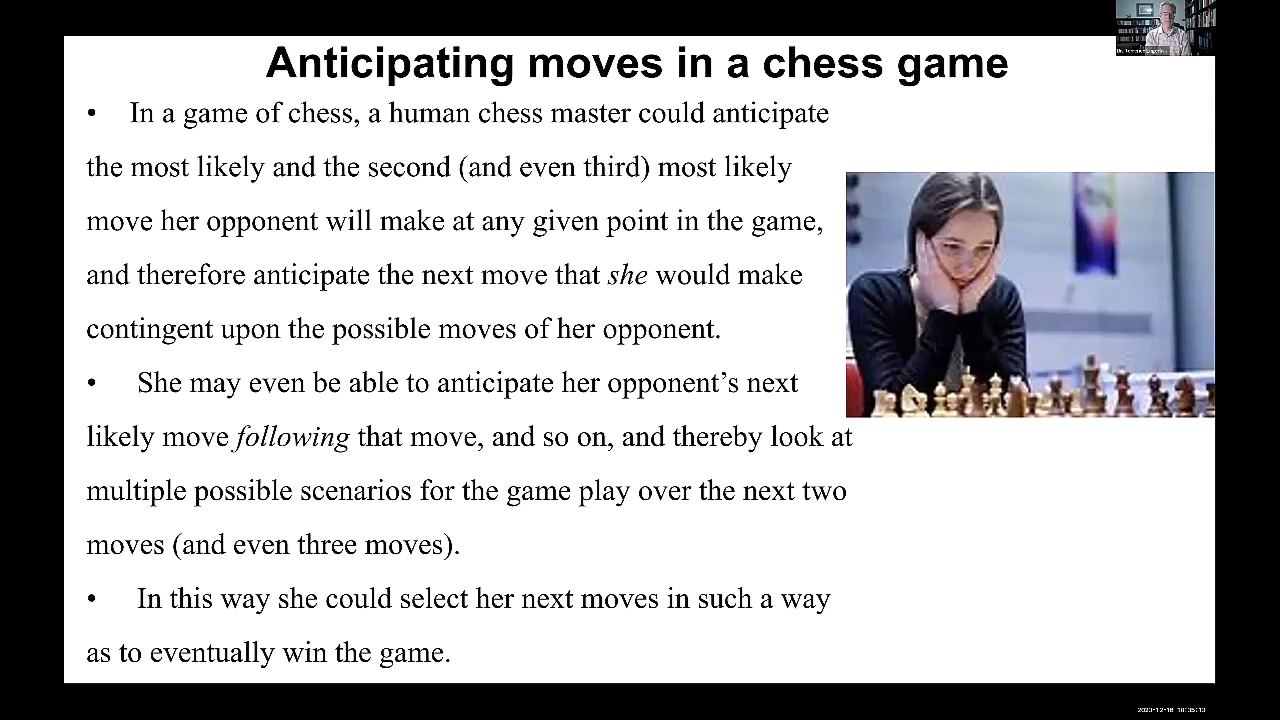 Anticipating moves in a chess game
• In a game of chess, a human chess master could anticipate
the most likely and the second (and even third) most likely
move her opponent will make at any given point in the game,
and therefore anticipate the next move that she would make
contingent upon the possible moves of her opponent.
• She may even be able to anticipate her opponent’s next
likely move following that move, and so on, and thereby look at
multiple possible scenarios for the game play over the next two
moves (and even three moves).
• In this way she could select her next moves in such a way
as to eventually win the game.